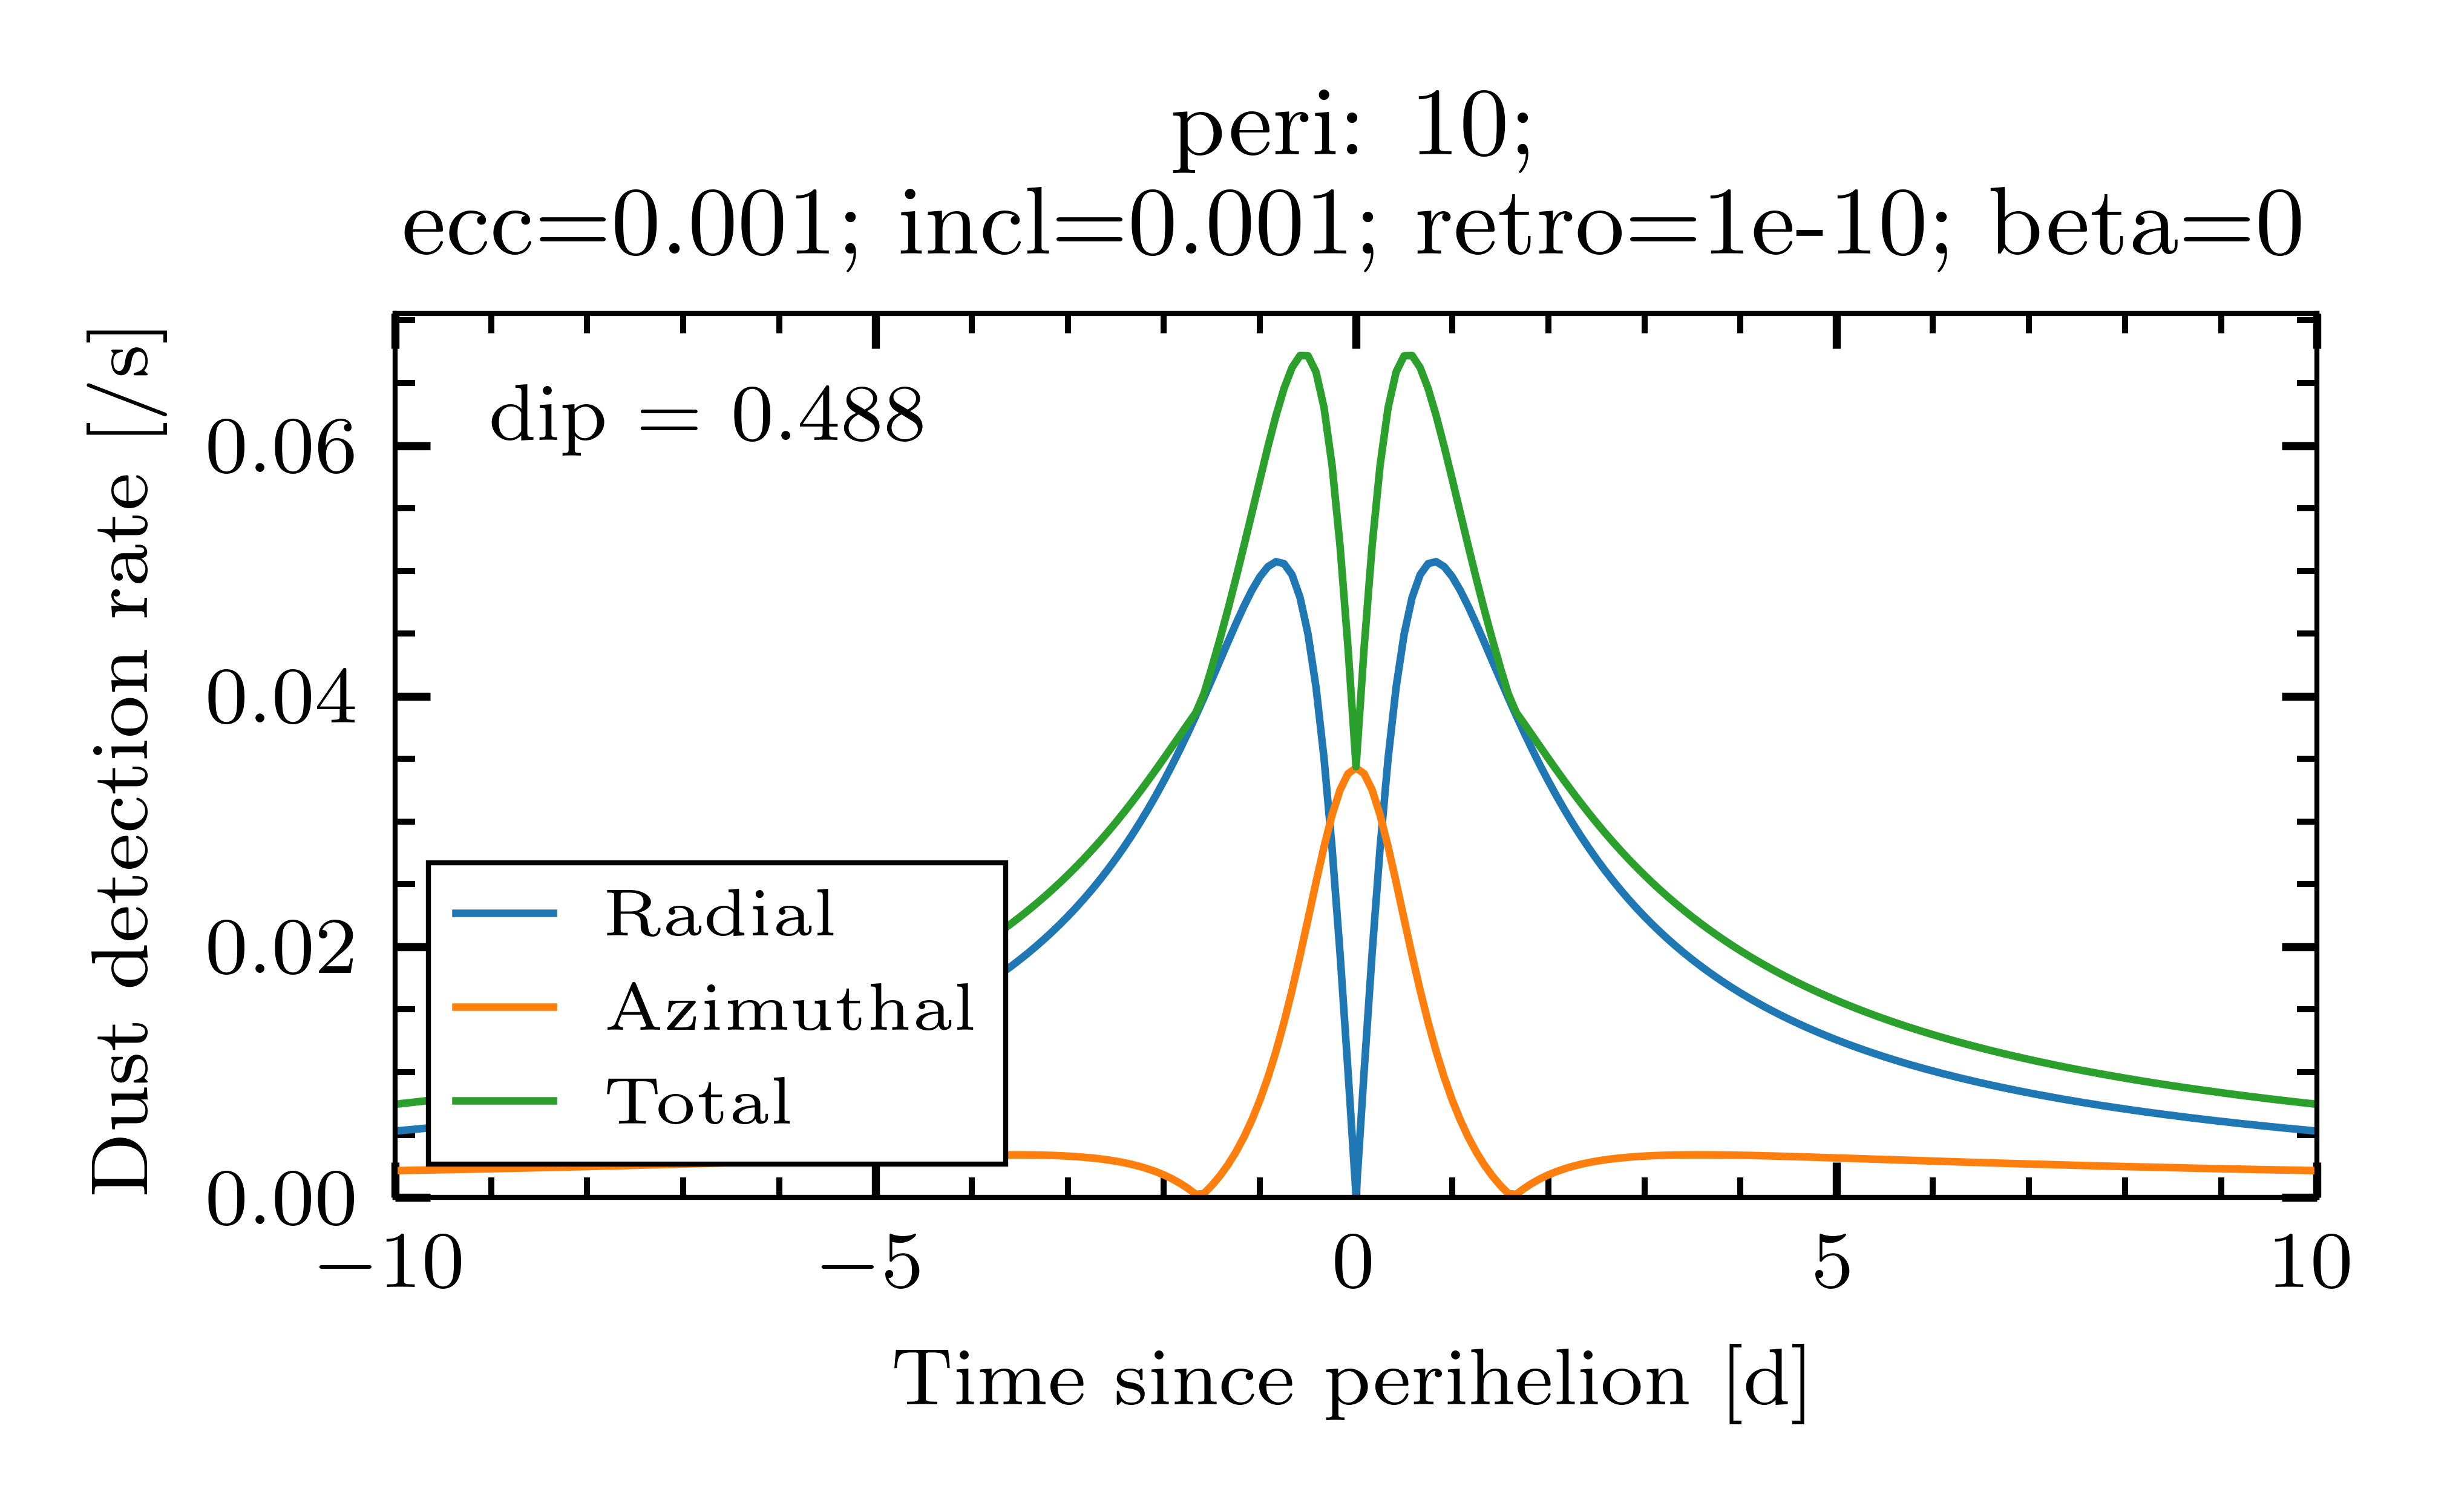 peri: 10;
ecc=0.001; incl=0.001; retro=1e-10; beta=0
dip = 0.488
Dust detection rate [/s]
0.06
0.04
0.02
0.00
Radial
Azimuthal
Total
−10
−5
0
5
10
Time since perihelion [d]